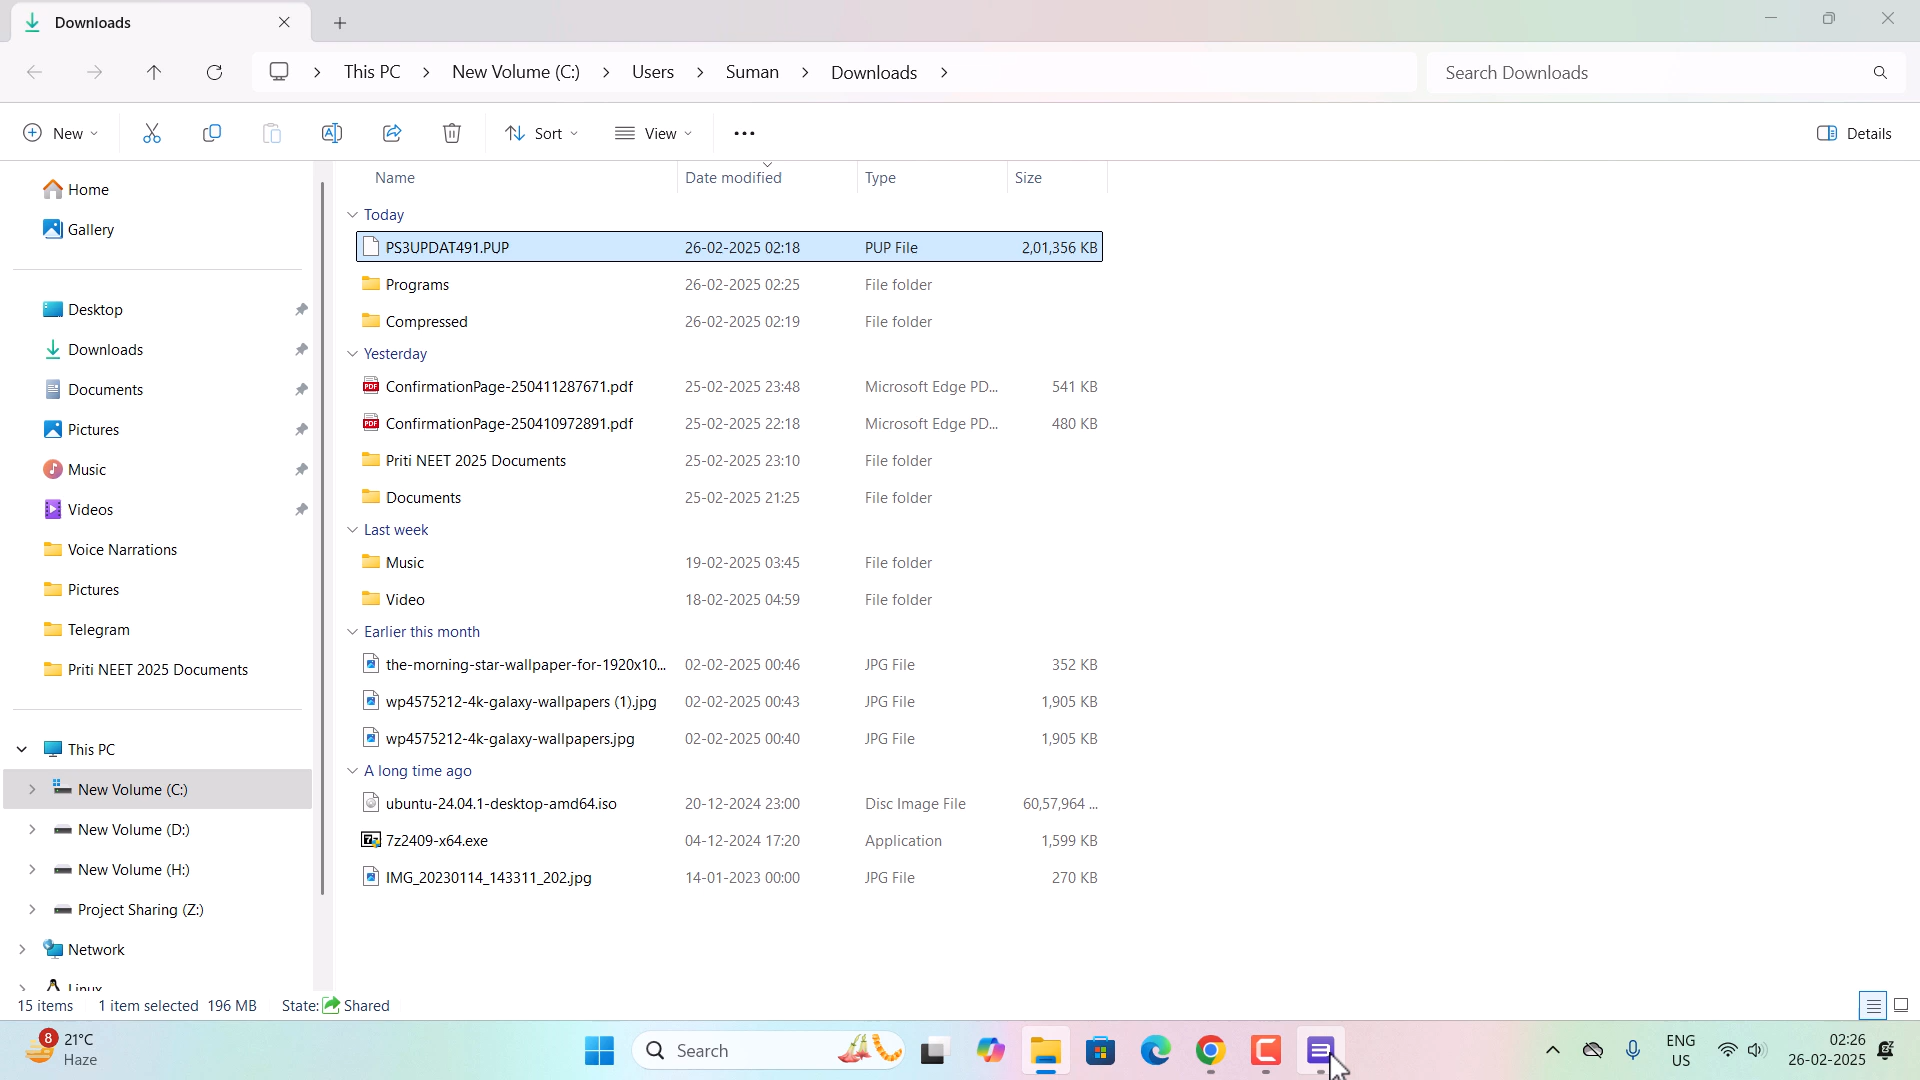 Downloads
This PC > New Volume (C:) > Users > Suman > Downloads >
Search Downloads
New
Sort
View
Details
Home
Gallery
Desktop
Downloads
Documents
Pictures
Music
Videos
Voice Narrations
Pictures
Telegram
Priti NEET 2025 Documents
This PC
New Volume (C:)
New Volume (D:)
New Volume (H:)
Project Sharing (Z:)
Network
Linux
Name Date modified Type Size
Today
PS3UPDAT491.PUP 26-02-2025 02:18 PUP File 2,01,356 KB
Programs 26-02-2025 02:25 File folder
Compressed 26-02-2025 02:19 File folder
Yesterday
PDF ConfirmationPage-250411287671.pdf 25-02-2025 23:48 Microsoft Edge PD... 541 KB
PDF ConfirmationPage-250410972891.pdf 25-02-2025 22:18 Microsoft Edge PD... 480 KB
Priti NEET 2025 Documents 25-02-2025 23:10 File folder
Documents 25-02-2025 21:25 File folder
Last week
Music 19-02-2025 03:45 File folder
Video 18-02-2025 04:59 File folder
Earlier this month
the-morning-star-wallpaper-for-1920x10... 02-02-2025 00:46 JPG File 352 KB
wp4575212-4k-galaxy-wallpapers (1).jpg 02-02-2025 00:43 JPG File 1,905 KB
wp4575212-4k-galaxy-wallpapers.jpg 02-02-2025 00:40 JPG File 1,905 KB
A long time ago
ubuntu-24.04.1-desktop-amd64.iso 20-12-2024 23:00 Disc Image File 60,57,964 ...
7z 7z2409-x64.exe 04-12-2024 17:20 Application 1,599 KB
IMG_20230114_143311_202.jpg 14-01-2023 00:00 JPG File 270 KB
15 items 1 item selected 196 MB State: Shared
8
21°C
Haze
Search
ENG
US
02:26
26-02-2025